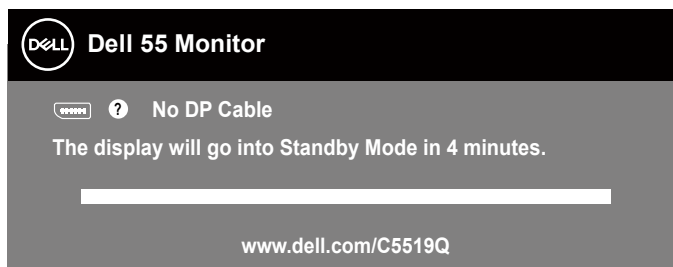 DELL
Dell 55 Monitor
? No DP Cable
The display will go into Standby Mode in 4 minutes.
www.dell.com/C5519Q